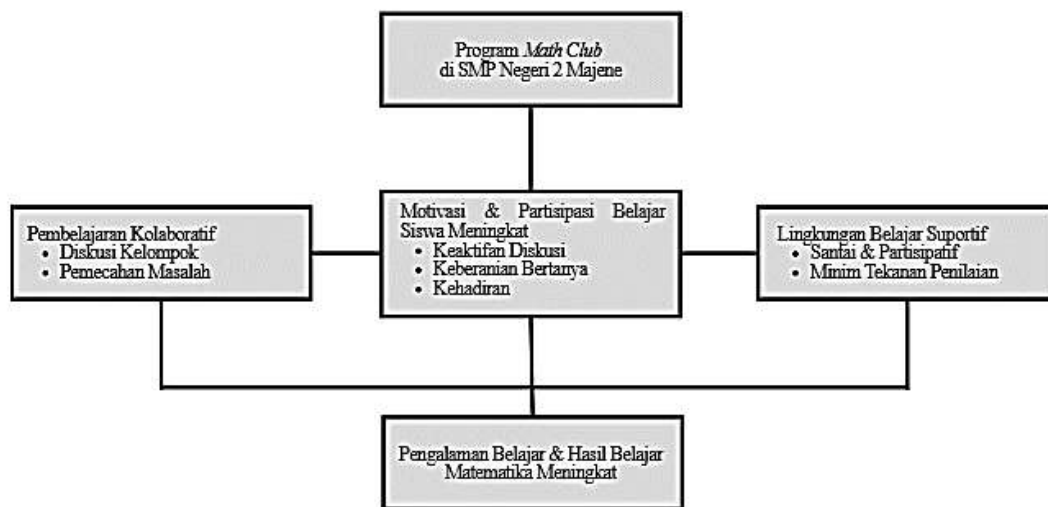 Program Math Club
di SMP Negeri 2 Majene
Pembelajaran Kolaboratif
• Diskusi Kelompok
• Pemecahan Masalah
Motivasi & Partisipasi Belajar
Siswa Meningkat
• Keaktifan Diskusi
• Keberanian Bertanya
• Kehadiran
Lingkungan Belajar Suportif
• Santai & Partisipatif
• Minim Tekanan Penilaian
Pengalaman Belajar & Hasil Belajar
Matematika Meningkat